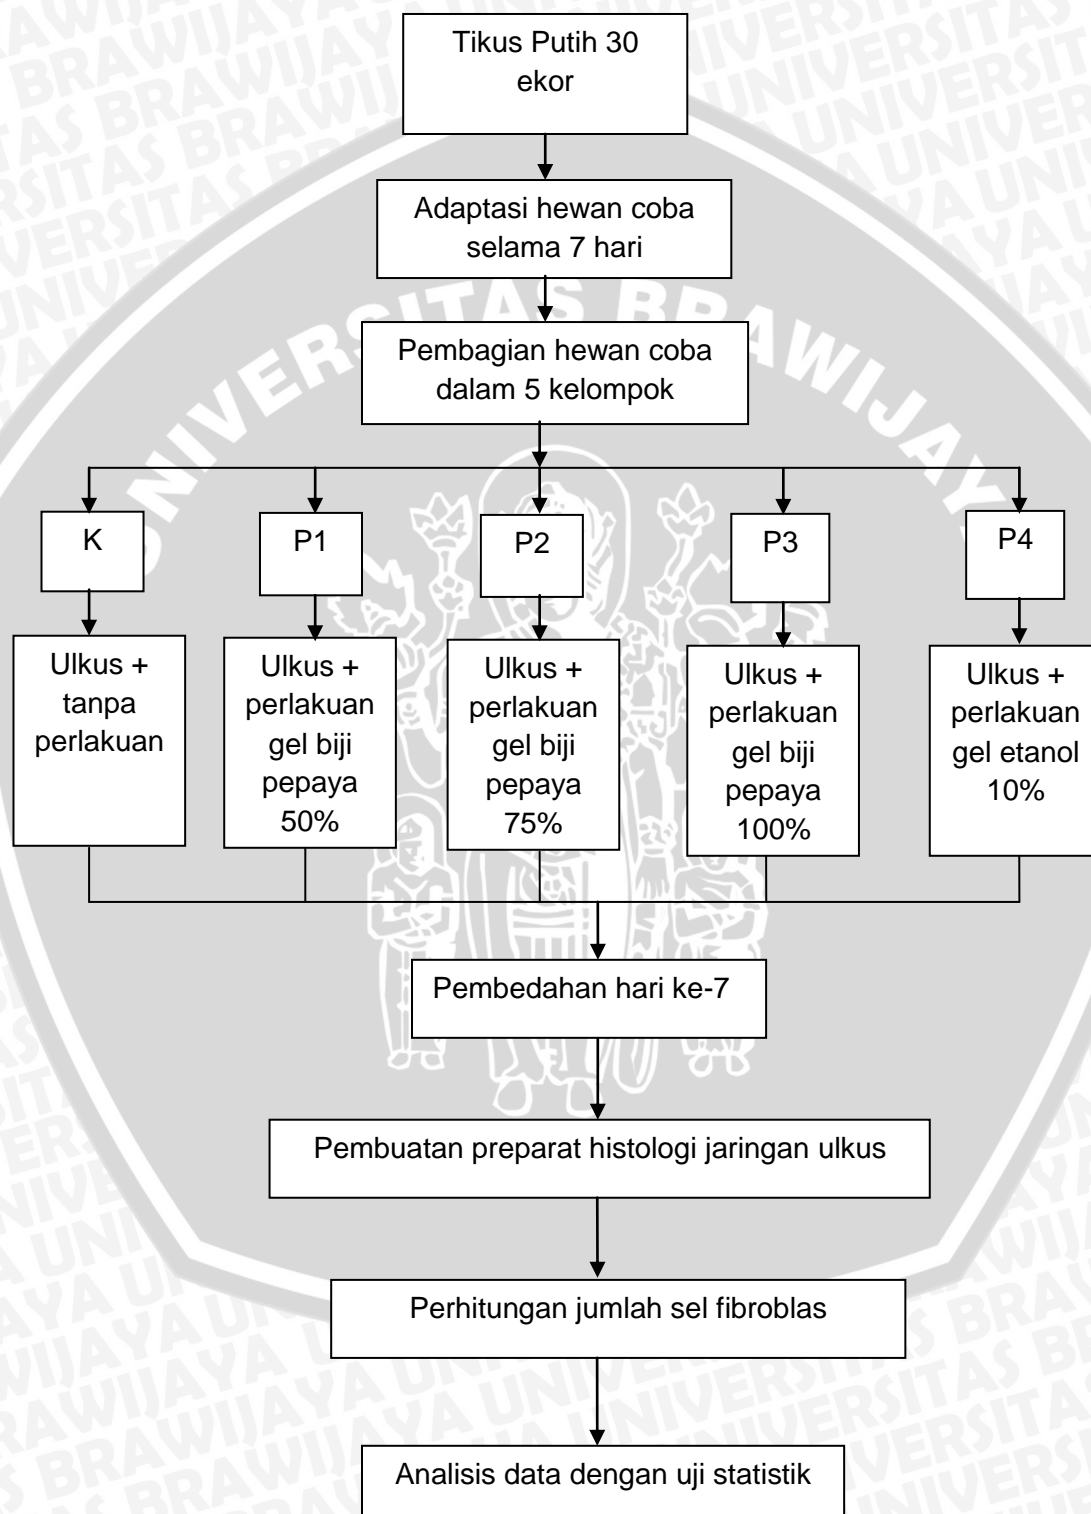 Tikus Putih 30
ekor
Adaptasi hewan coba
selama 7 hari
UNIVERSITAS BRAWIJAYA
Pembagian hewan coba
dalam 5 kelompok
K
P1
P2
P3
P4
Ulkus +
tanpa
perlakuan
Ulkus +
perlakuan
gel biji
pepaya
50%
Ulkus +
perlakuan
gel biji
pepaya
75%
Ulkus +
perlakuan
gel biji
pepaya
100%
Ulkus +
perlakuan
gel etanol
10%
Pembedahan hari ke-7
Pembuatan preparat histologi jaringan ulkus
Perhitungan jumlah sel fibroblas
Analisis data dengan uji statistik